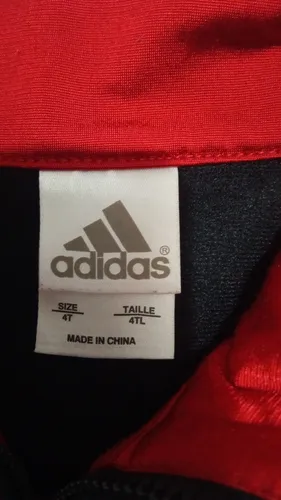 adidas®
SIZE TAILLE
4T 4TL
MADE IN CHINA